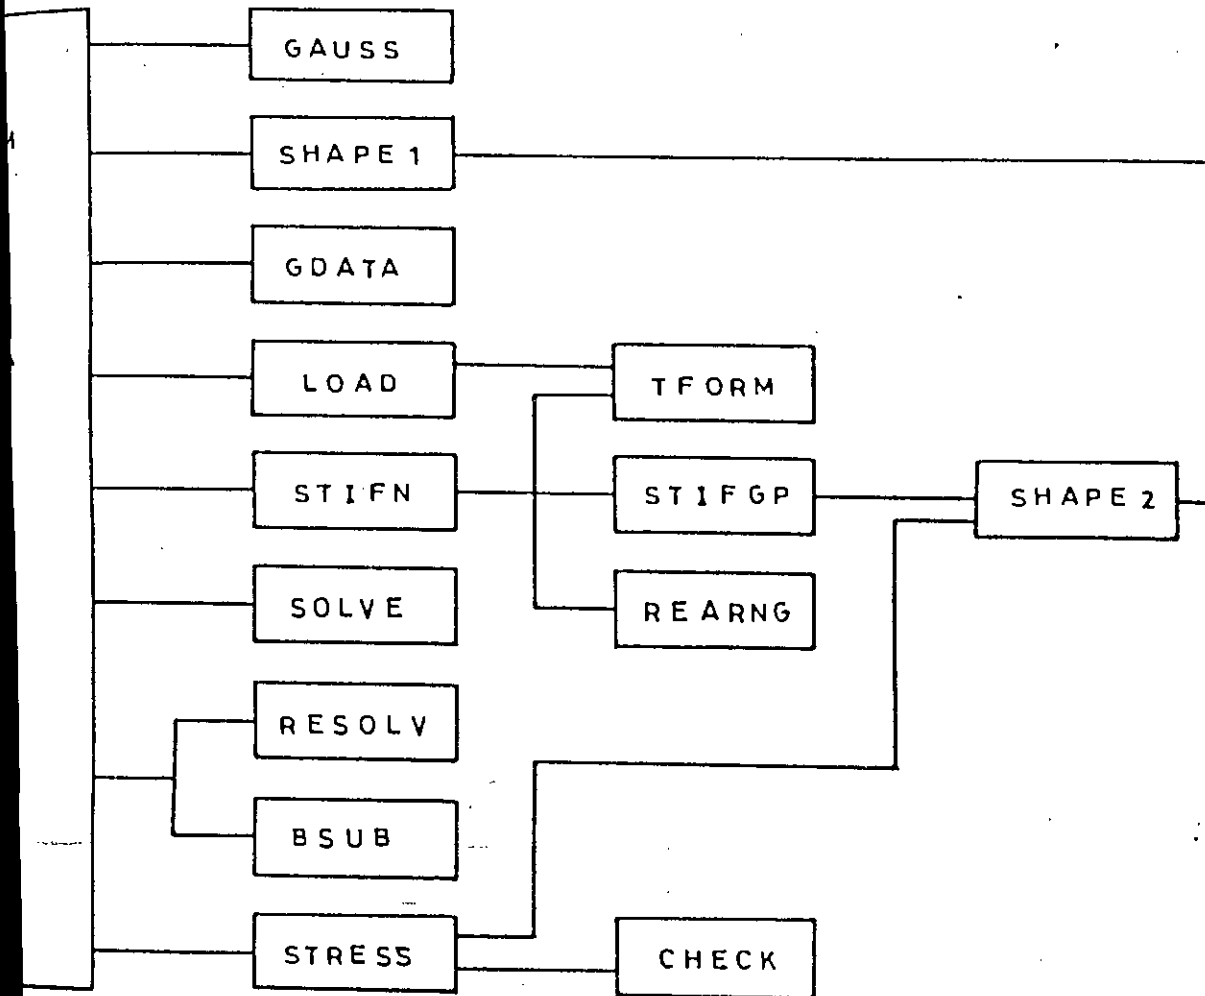 GAUSS
SHAPE 1
GDATA
LOAD
TFORM
STIFN
STIFGP
SHAPE 2
SOLVE
REARNG
RESOLV
BSUB
STRESS
CHECK